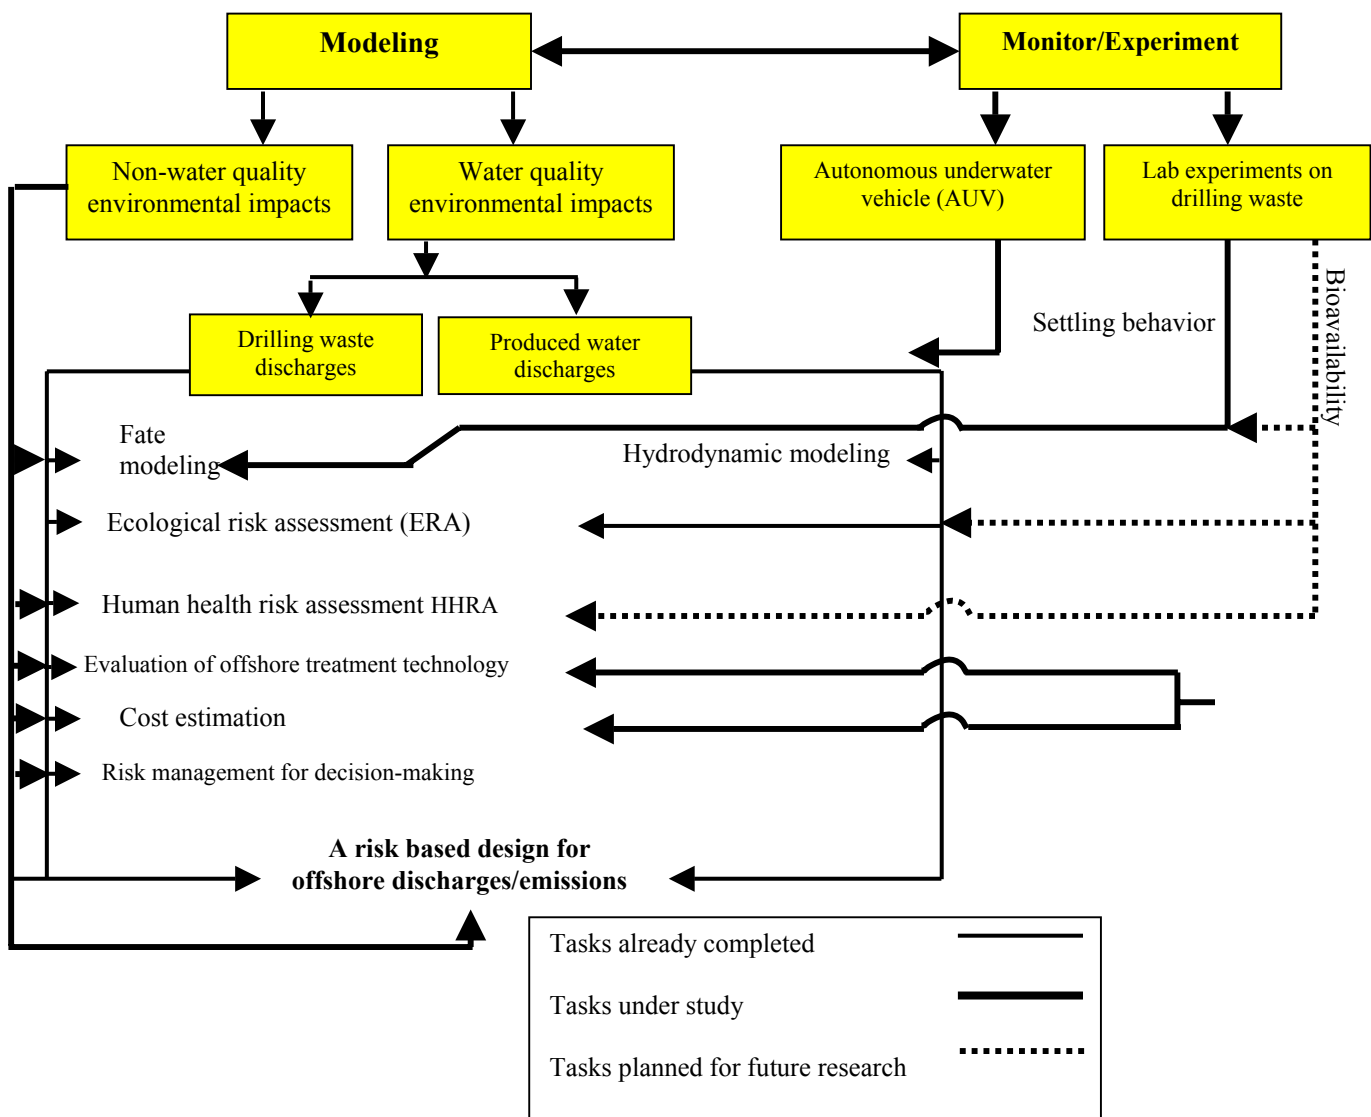 Modeling
Monitor/Experiment
Non-water quality
environmental impacts
Water quality
environmental impacts
Autonomous underwater
vehicle (AUV)
Lab experiments on
drilling waste
Bioavailability
Settling behavior
Drilling waste
discharges
Produced water
discharges
Fate
modeling
Hydrodynamic modeling
Ecological risk assessment (ERA)
Human health risk assessment HHRA
Evaluation of offshore treatment technology
Cost estimation
Risk management for decision-making
A risk based design for
offshore discharges/emissions
Tasks already completed
Tasks under study
Tasks planned for future research